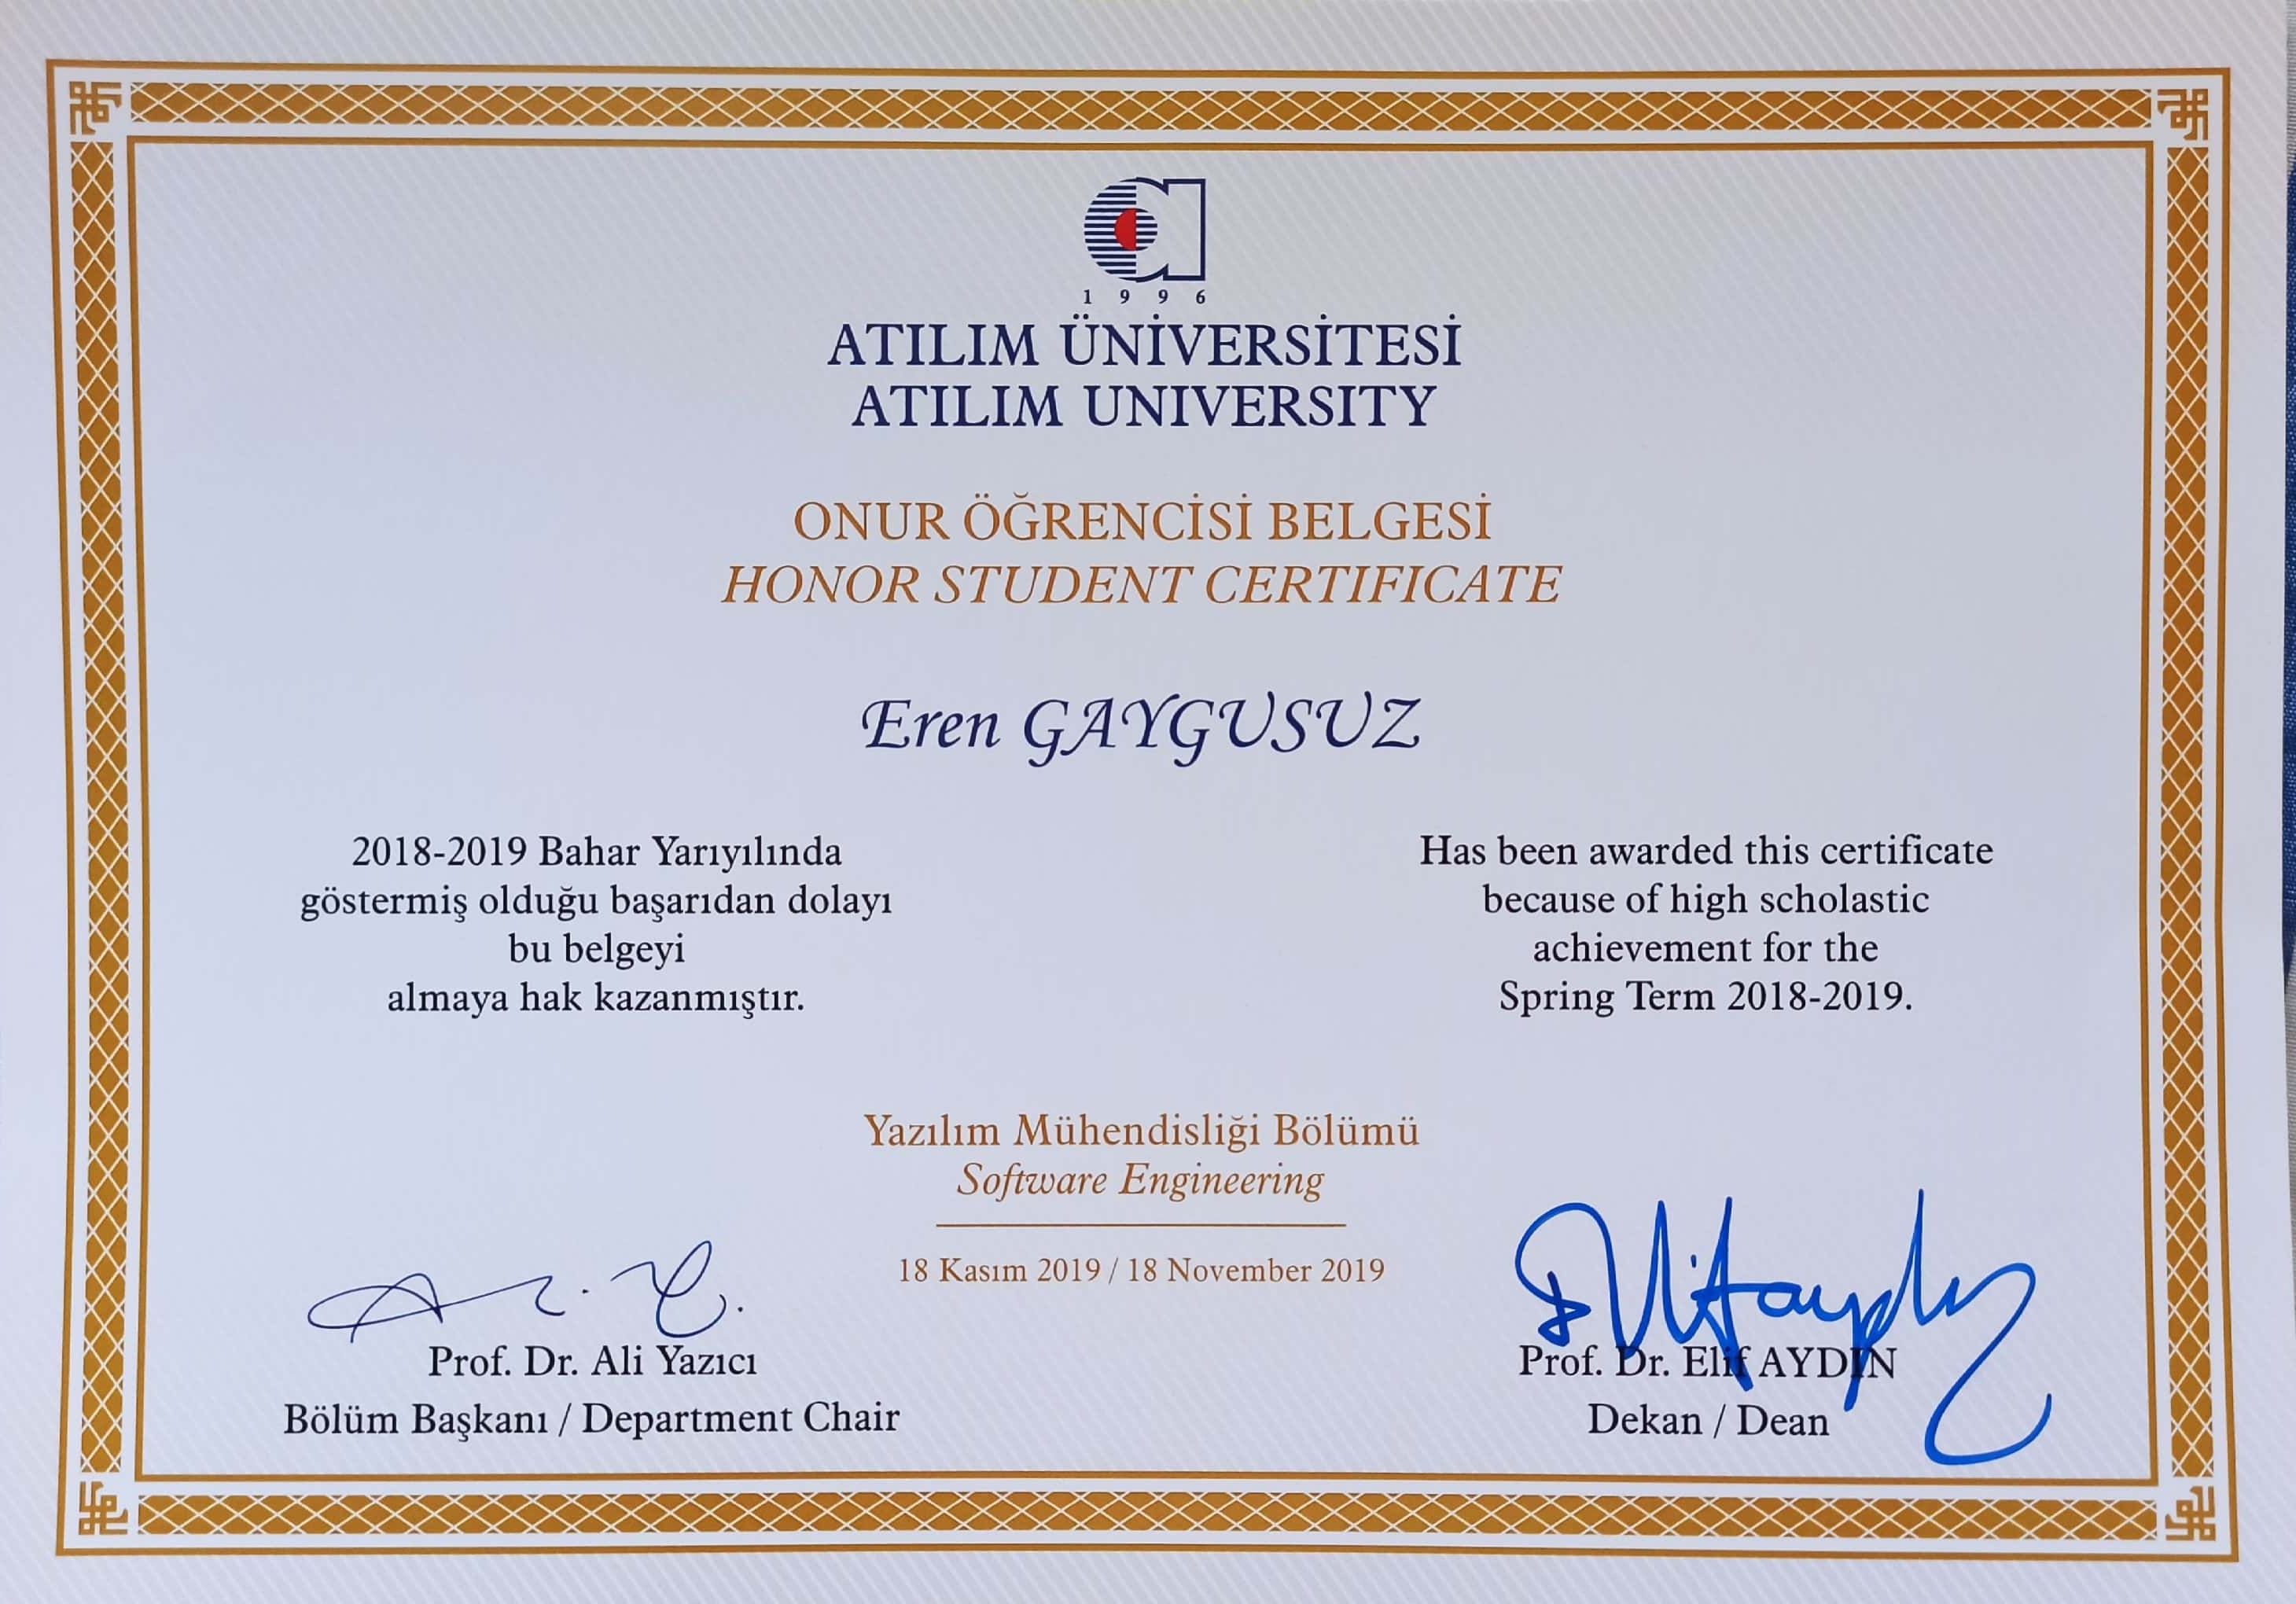 1 9 9 6
ATILIM ÜNİVERSİTESİ
ATILIM UNIVERSITY
ONUR ÖĞRENCİSİ BELGESİ
HONOR STUDENT CERTIFICATE
Eren GAYGUSUZ
2018-2019 Bahar Yarıyılında
göstermiş olduğu başarıdan dolayı
bu belgeyi
almaya hak kazanmıştır.
Has been awarded this certificate
because of high scholastic
achievement for the
Spring Term 2018-2019.
Yazılım Mühendisliği Bölümü
Software Engineering
18 Kasım 2019 / 18 November 2019
Prof. Dr. Ali Yazıcı
Bölüm Başkanı / Department Chair
Prof. Dr. Elif AYDIN
Dekan / Dean